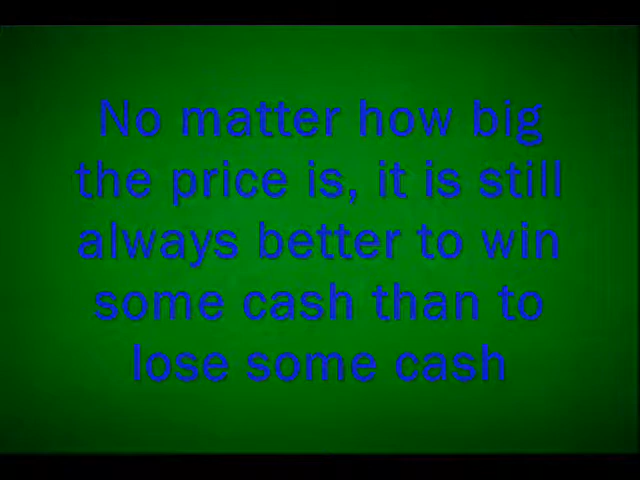 No matter how big
the price is, it is still
always better to win
some cash than to
lose some cash